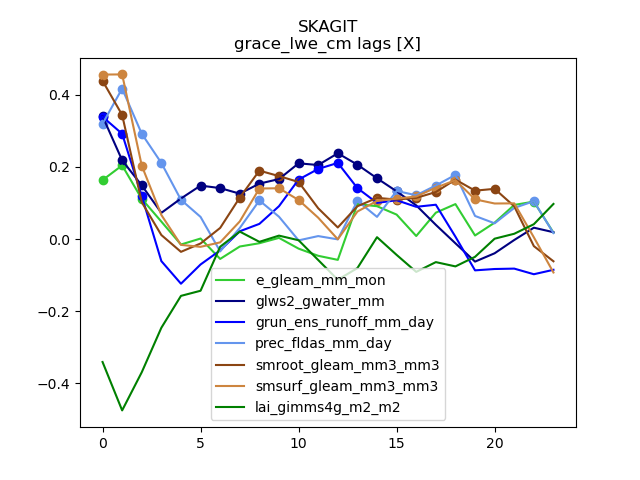 SKAGIT
grace_lwe_cm lags [X]
0.4
0.2
0.0
−0.2
−0.4
e_gleam_mm_mon
glws2_gwater_mm
grun_ens_runoff_mm_day
prec_fldas_mm_day
smroot_gleam_mm3_mm3
smsurf_gleam_mm3_mm3
lai_gimms4g_m2_m2
0 5 10 15 20